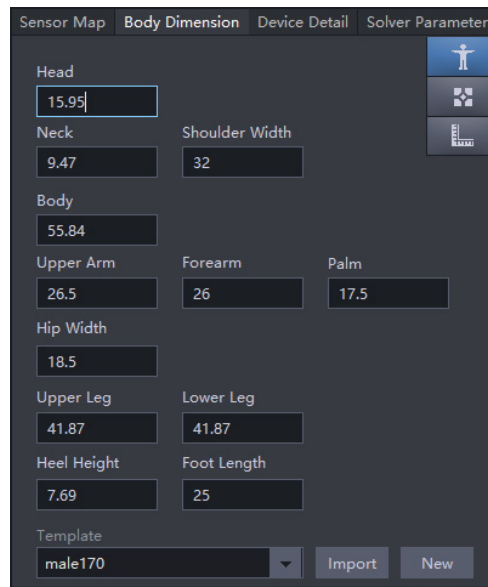 Sensor Map Body Dimension Device Detail Solver Parameter
Head
15.95
Neck Shoulder Width
9.47 32
Body
55.84
Upper Arm Forearm Palm
26.5 26 17.5
Hip Width
18.5
Upper Leg Lower Leg
41.87 41.87
Heel Height Foot Length
7.69 25
Template
male170 Import New